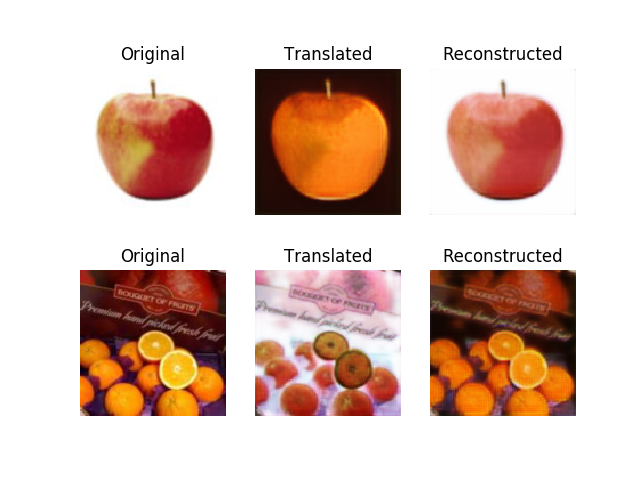 Original Translated Reconstructed
Original Translated Reconstructed
BOUQUET OF FRUITS
Premium hand picked fresh fruit
BOUQUET OF FRUITS
Premium hand picked fresh fruit
BOUQUET OF FRUITS
Premium hand picked fresh fruit